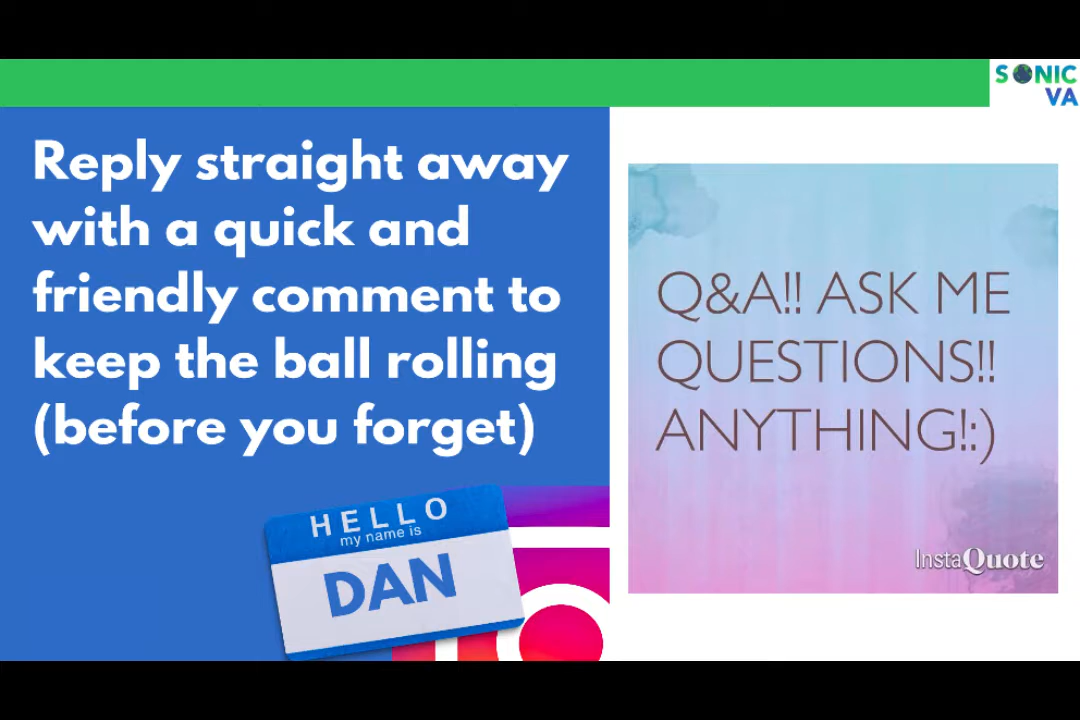 SONIC
VA
Reply straight away
with a quick and
friendly comment to
keep the ball rolling
(before you forget)
HELLO
my name is
DAN
Q&A!! ASK ME
QUESTIONS!!
ANYTHING!:)
InstaQuote